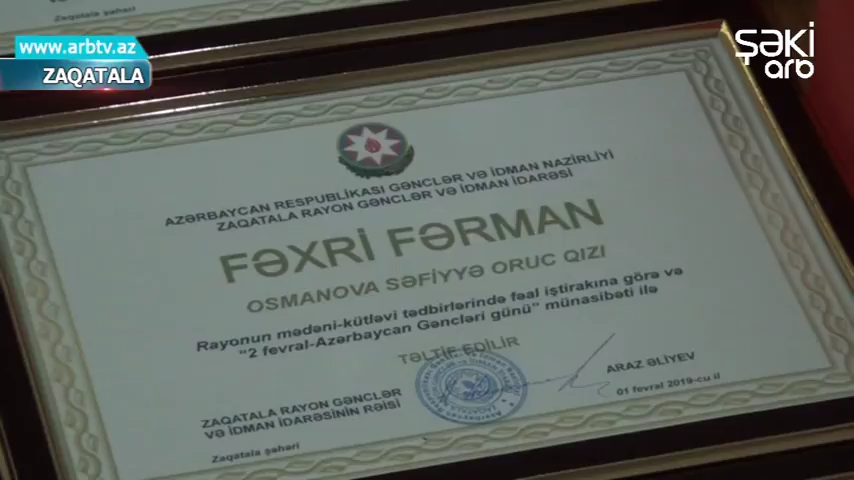 Zaqatala şəhəri
www.arbtv.az
ZAQATALA
ŞƏKİ
arb
AZƏRBAYCAN RESPUBLİKASI GƏNCLƏR VƏ İDMAN NAZİRLİYİ
ZAQATALA RAYON GƏNCLƏR VƏ İDMAN İDARƏSİ
FƏXRİ FƏRMAN
OSMANOVA SƏFİYYƏ ORUC QIZI
Rayonun mədəni-kütləvi tədbirlərində fəal iştirakına görə və
"2 fevral-Azərbaycan Gəncləri günü" münasibəti ilə
TƏLTİF EDİLİR
ZAQATALA RAYON GƏNCLƏR
VƏ İDMAN İDARƏSİNİN RƏİSİ
ARAZ ƏLİYEV
01 fevral 2019-cu il
Zaqatala şəhəri